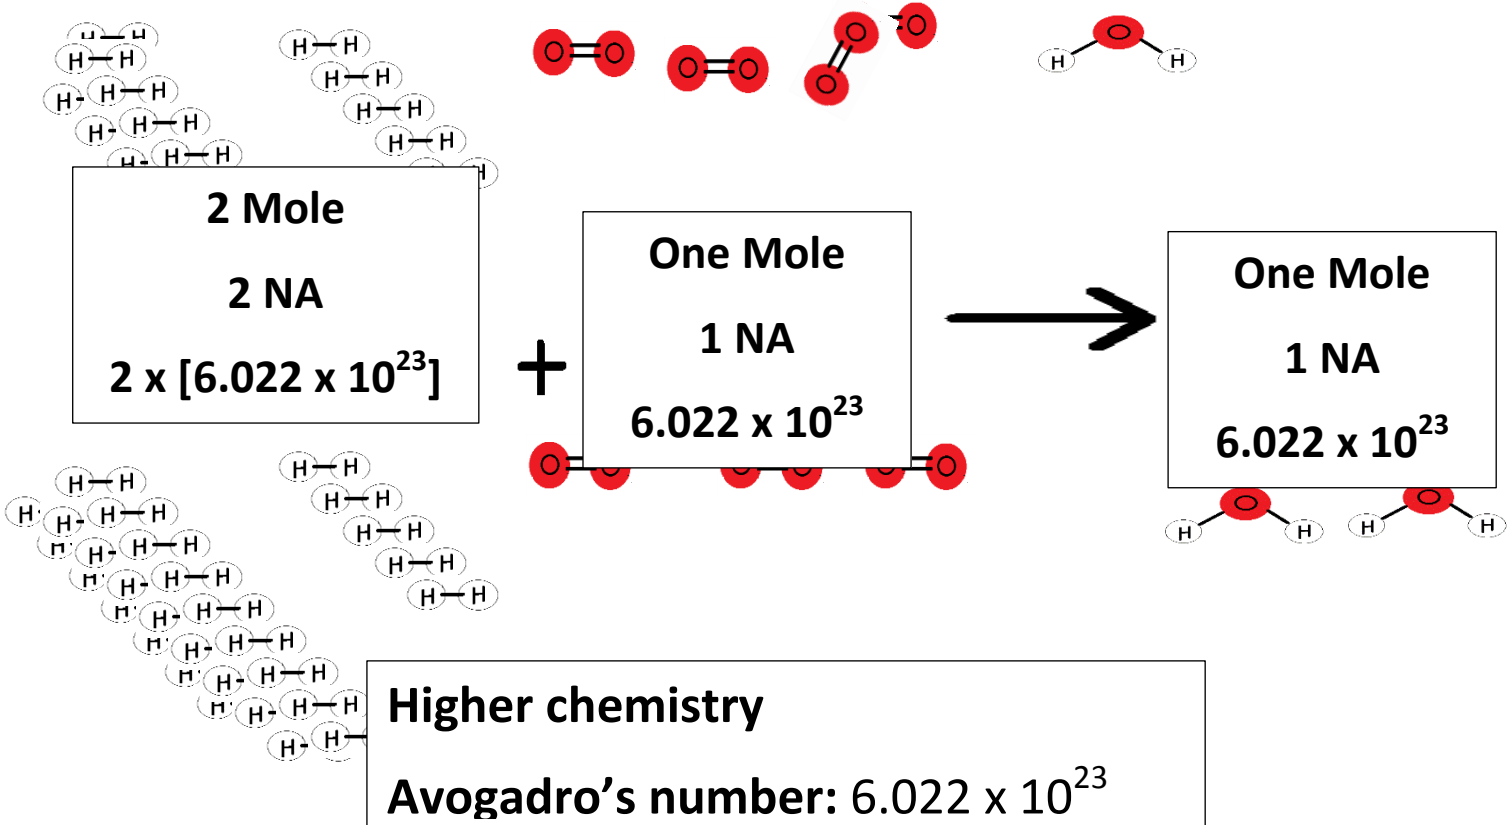 2 Mole
2 NA
2 x [6.022 x 10²³]
+
One Mole
1 NA
6.022 x 10²³
One Mole
1 NA
6.022 x 10²³
Higher chemistry
Avogadro’s number: 6.022 x 10²³
H H
H H
H H H
H H H
H H H
H H
H H
H H
H H
H
O O
O O
O O
O
O
H H
H H
H H H H
H H H H
H H H H
H H H H
H H H H
H H H H
H H H H
H H H H
H H
H H
H H
H H
H H
H H
O O
O
O
H H
O
H H